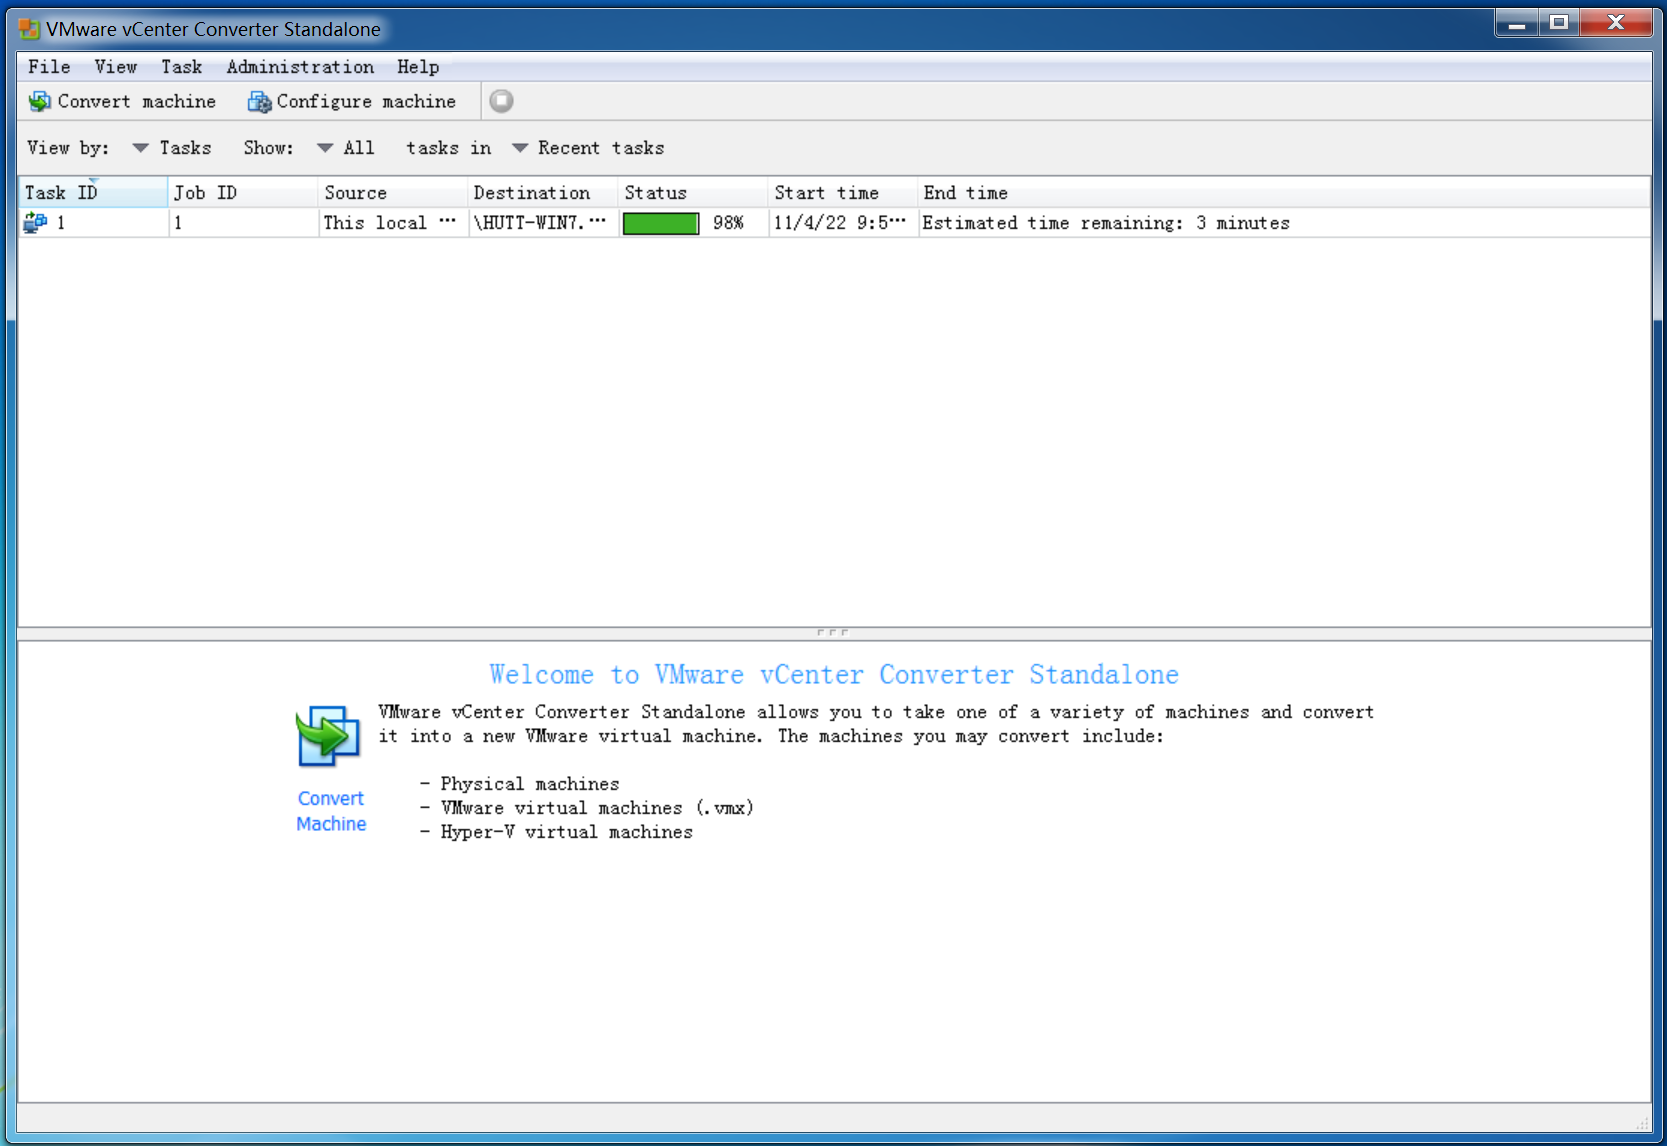 VMware vCenter Converter Standalone
File View Task Administration Help
Convert machine Configure machine
View by: Tasks Show: All tasks in Recent tasks
Task ID Job ID Source Destination Status Start time End time
1 1 This local ... \HUTT-WIN7. ... 98% 11/4/22 9:5... Estimated time remaining: 3 minutes
Welcome to VMware vCenter Converter Standalone
VMware vCenter Converter Standalone allows you to take one of a variety of machines and convert
it into a new VMware virtual machine. The machines you may convert include:
- Physical machines
- VMware virtual machines (.vmx)
- Hyper-V virtual machines
Convert
Machine